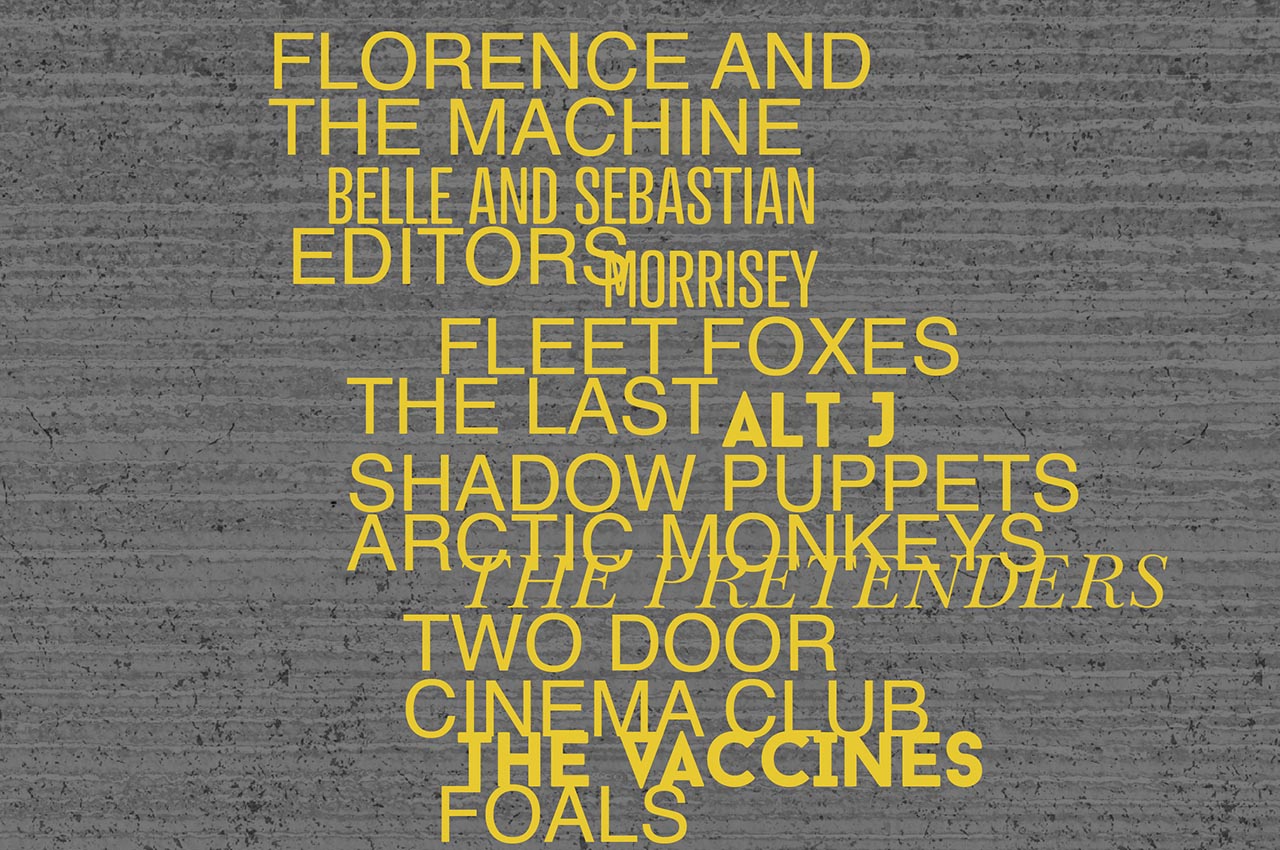 FLORENCE AND
THE MACHINE
BELLE AND SEBASTIAN
EDITORS
MORRISEY
FLEET FOXES
THE LAST
ALT J
SHADOW PUPPETS
ARCTIC MONKEYS
THE PRETENDERS
TWO DOOR
CINEMA CLUB
THE VACCINES
FOALS